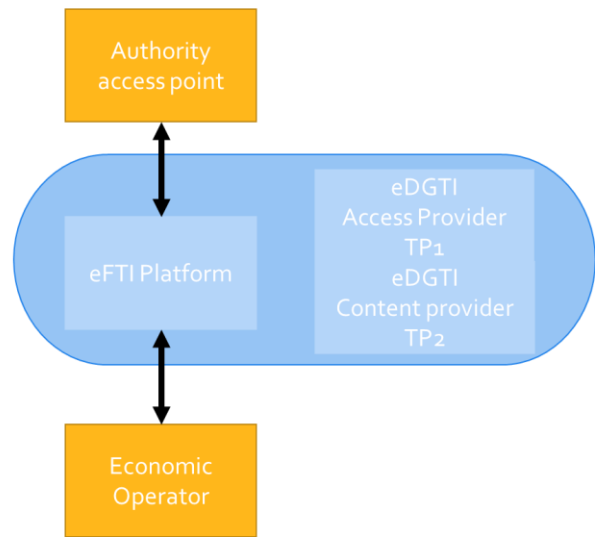 Authority
access point
eFTI Platform
eDGTI
Access Provider
TP1
eDGTI
Content provider
TP2
Economic
Operator